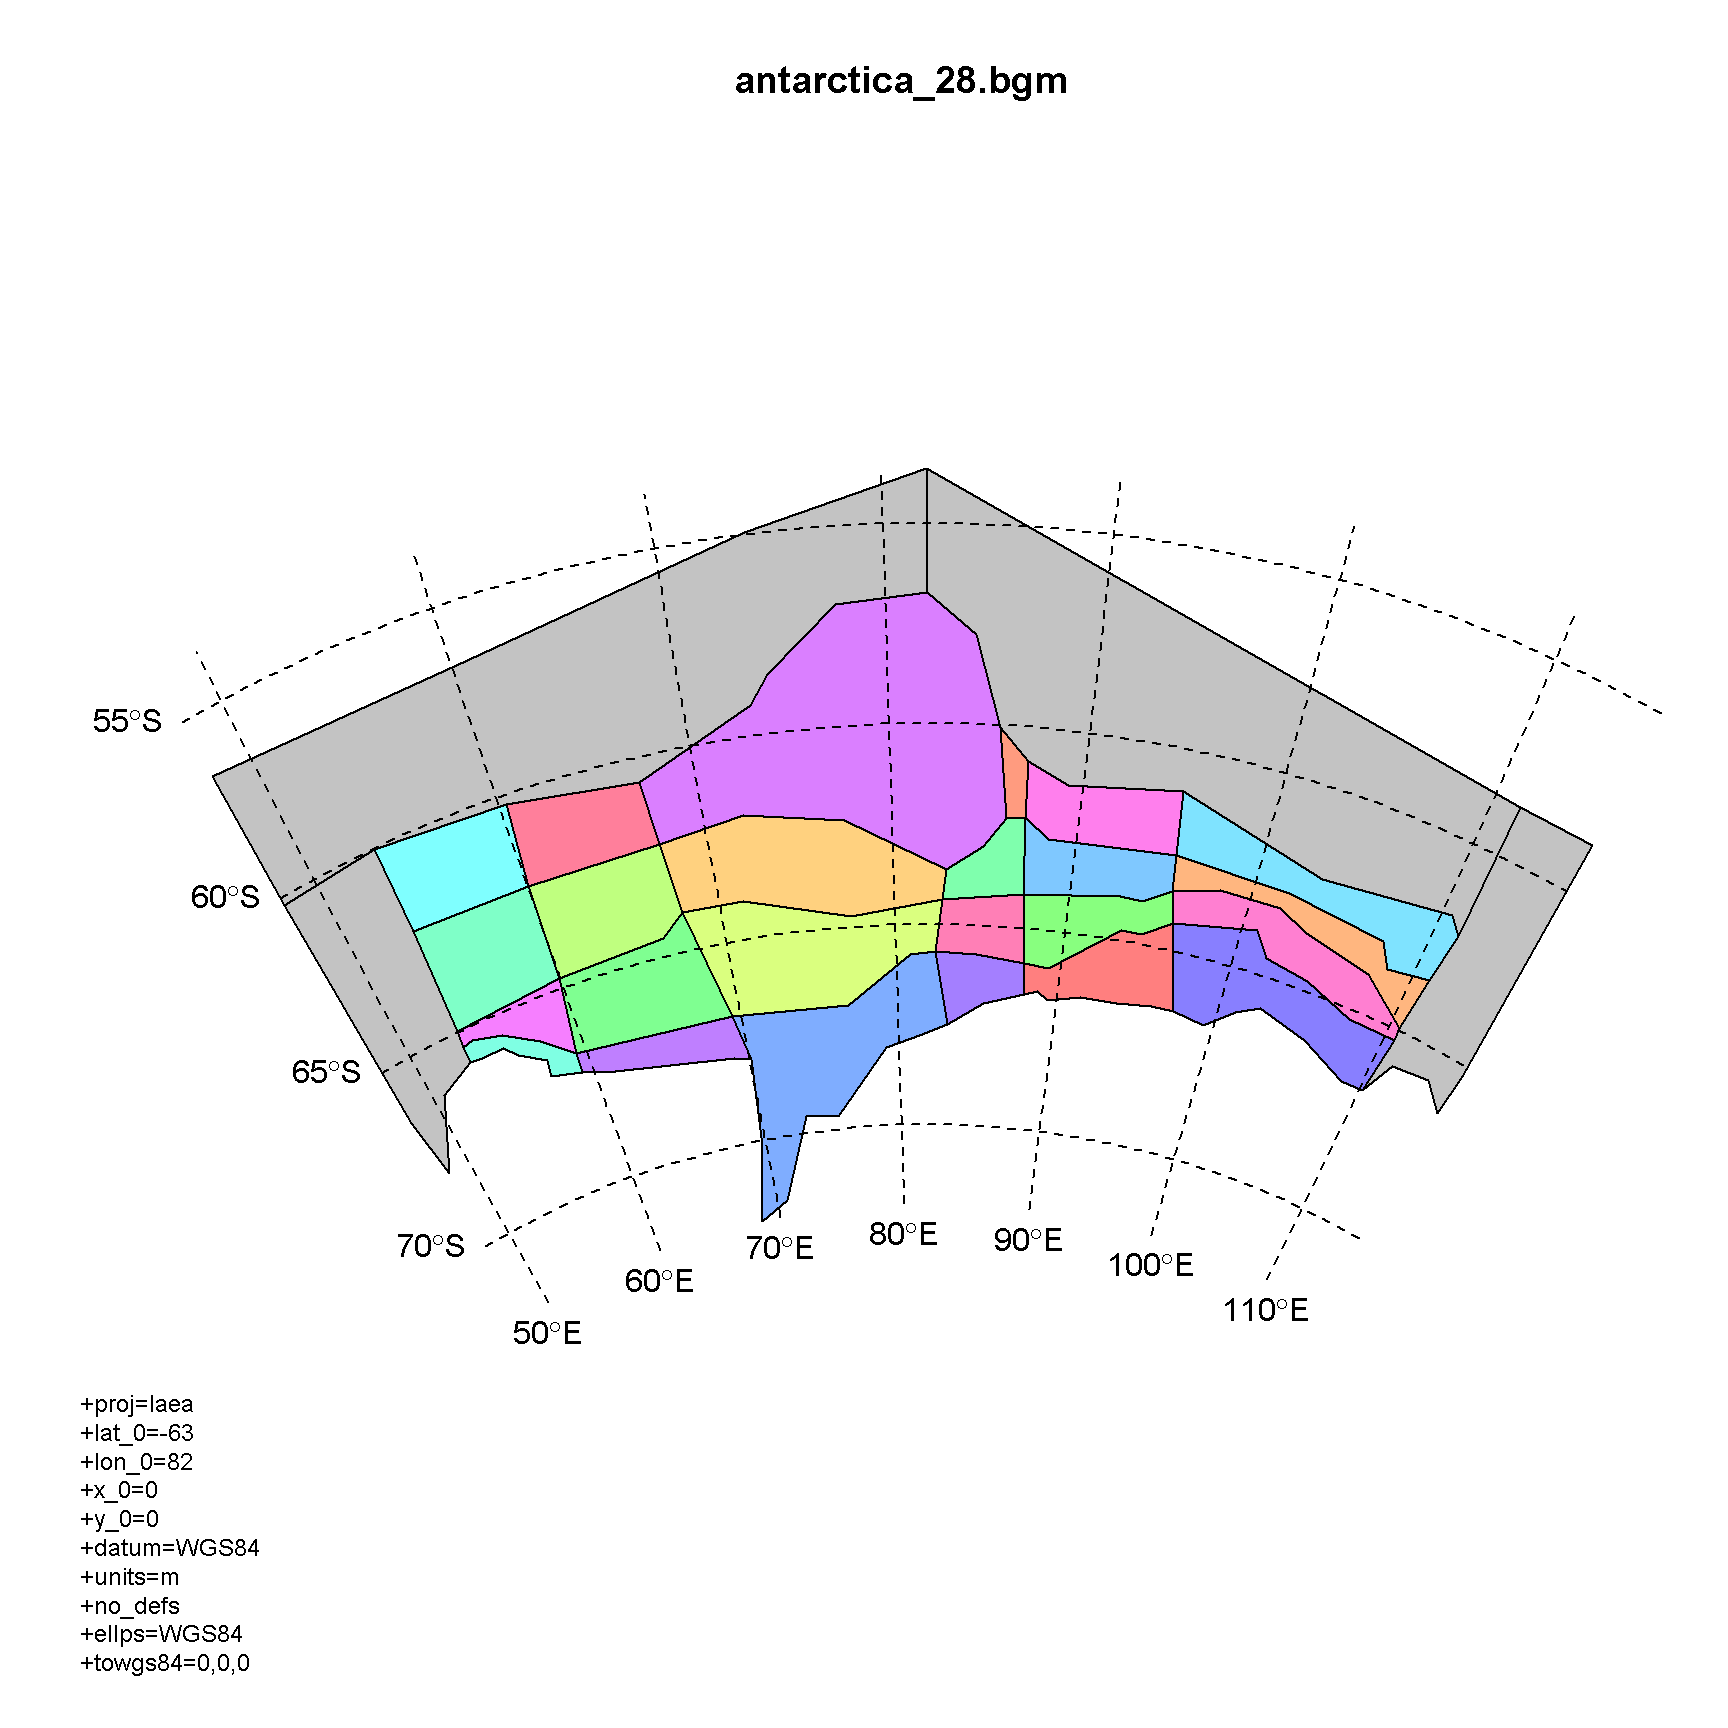 antarctica_28.bgm
55°S
60°S
65°S
70°S
50°E
60°E
70°E
80°E
90°E
100°E
110°E
+proj=laea
+lat_0=-63
+lon_0=82
+x_0=0
+y_0=0
+datum=WGS84
+units=m
+no_defs
+ellps=WGS84
+towgs84=0,0,0